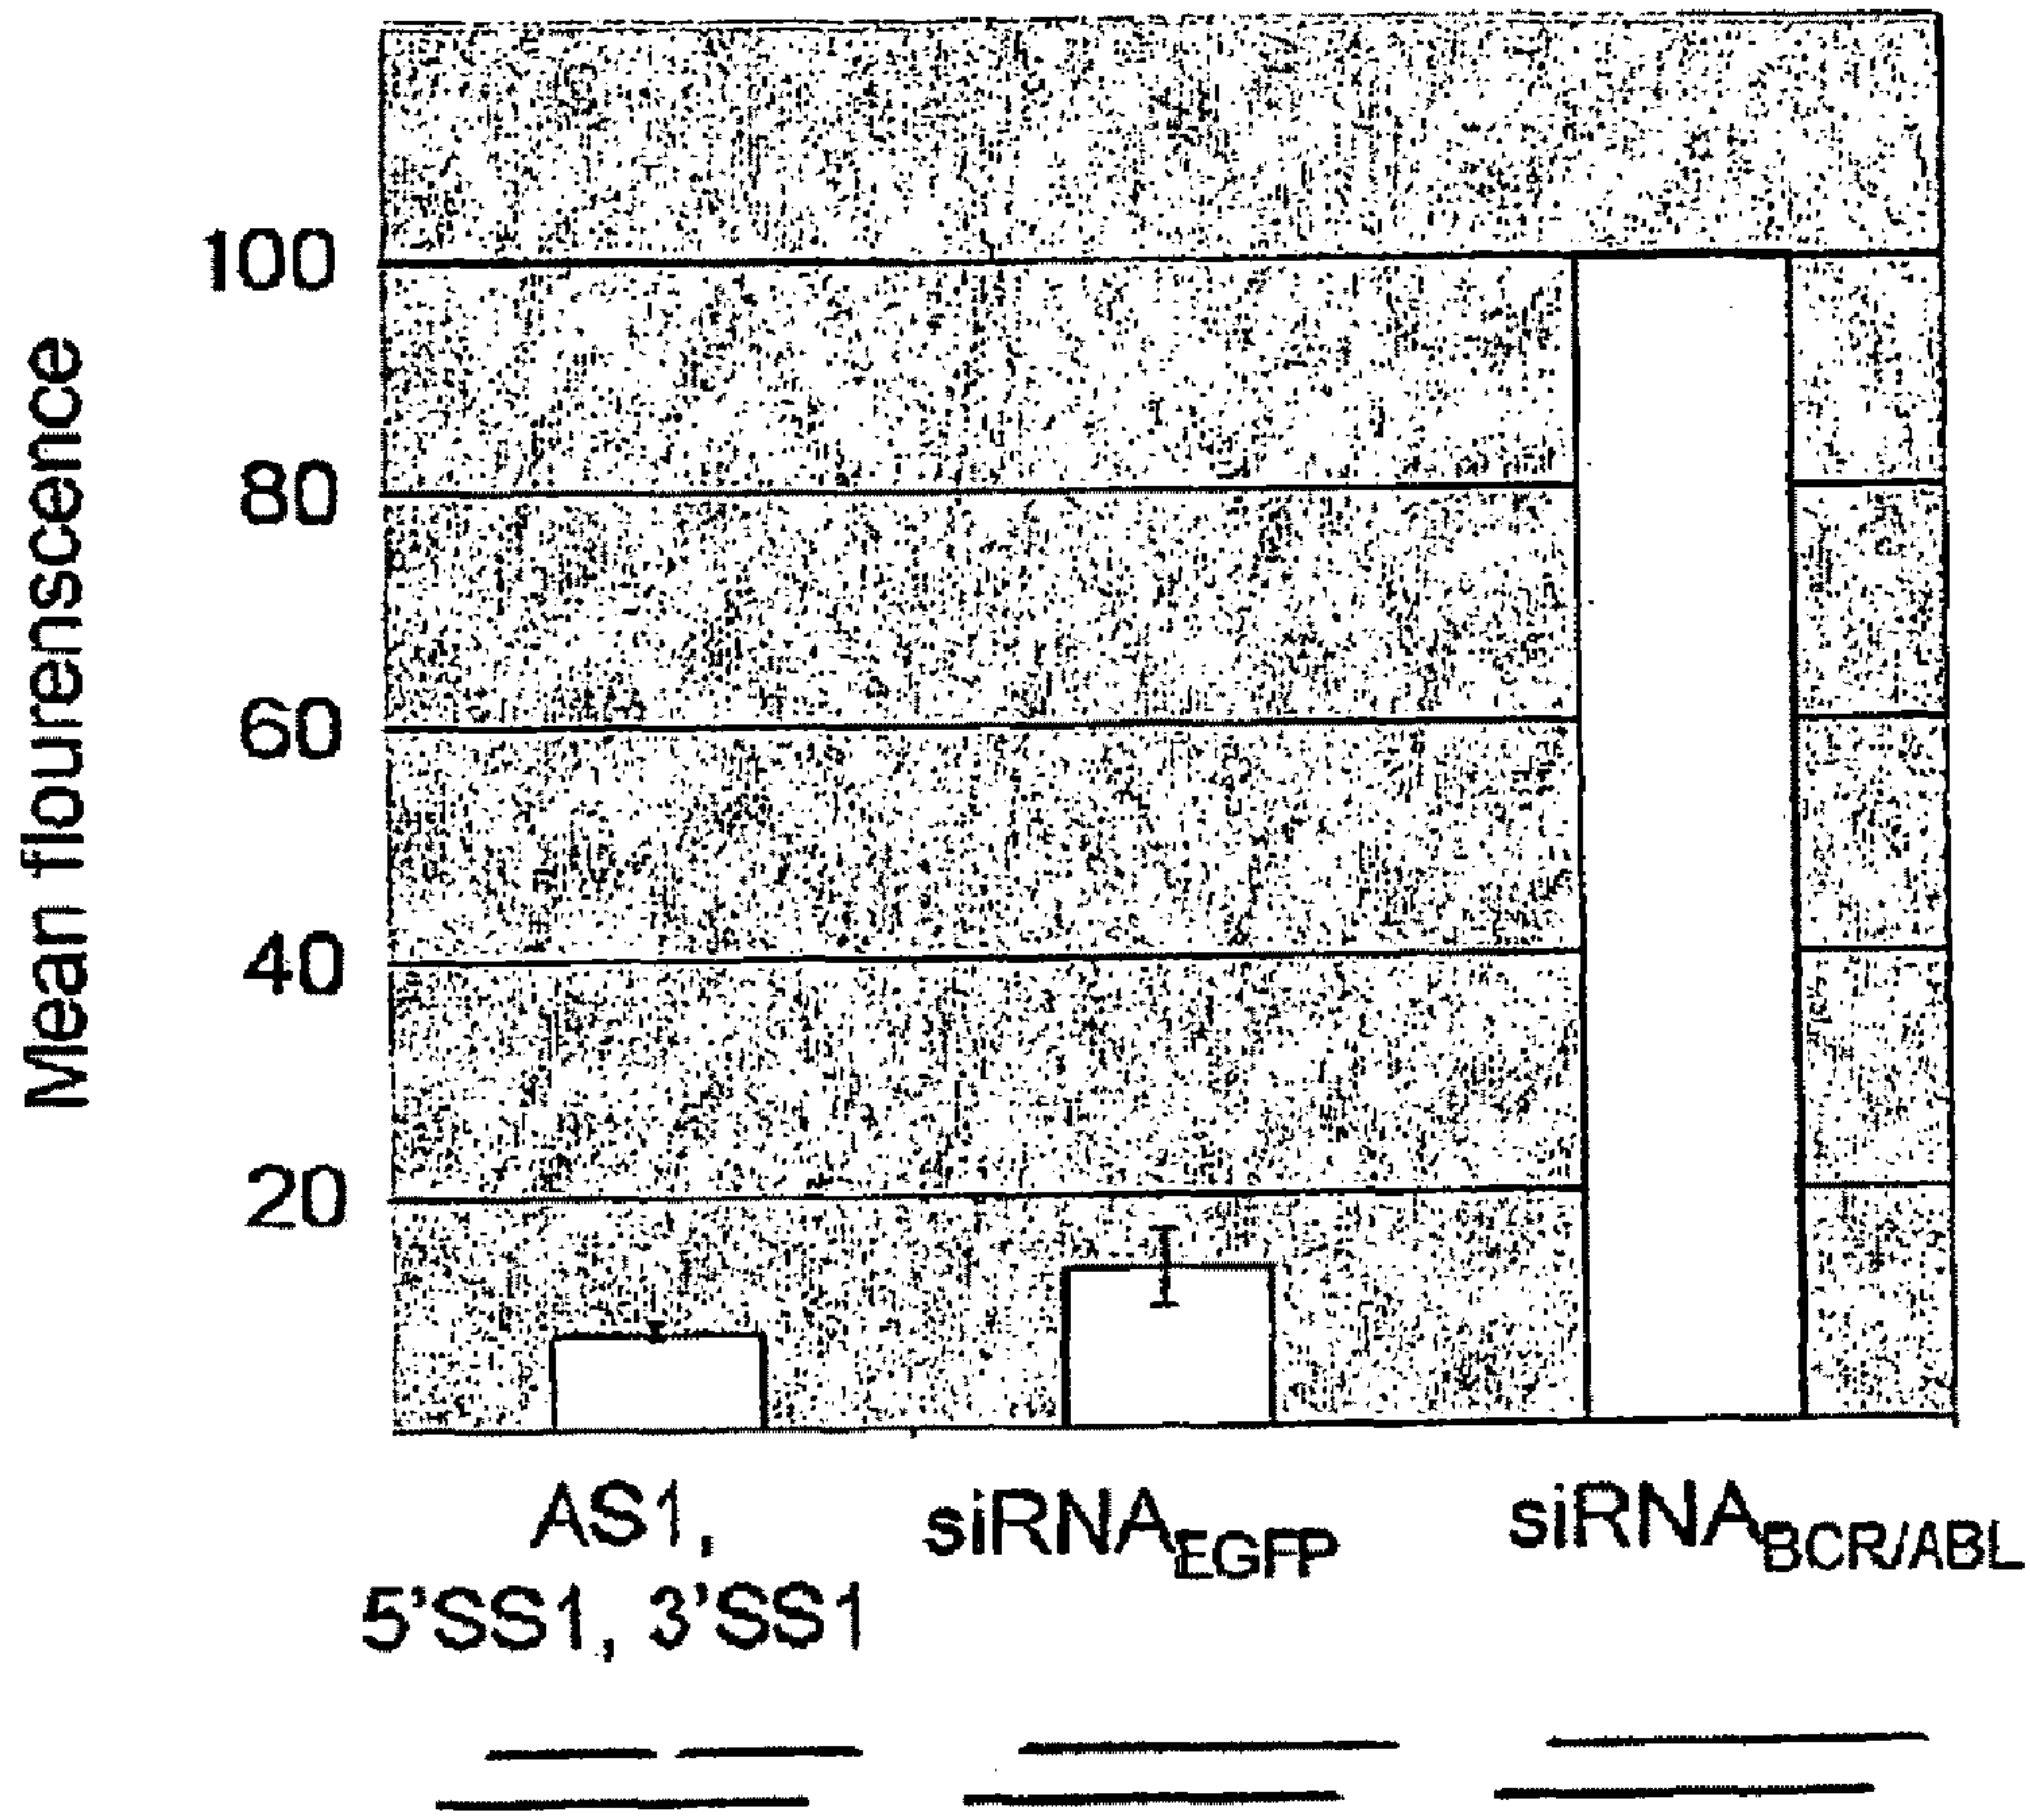 Mean flourenscence
100
80
60
40
20
AS1,
5'SS1, 3'SS1
siRNAEGFP
siRNABCR/ABL